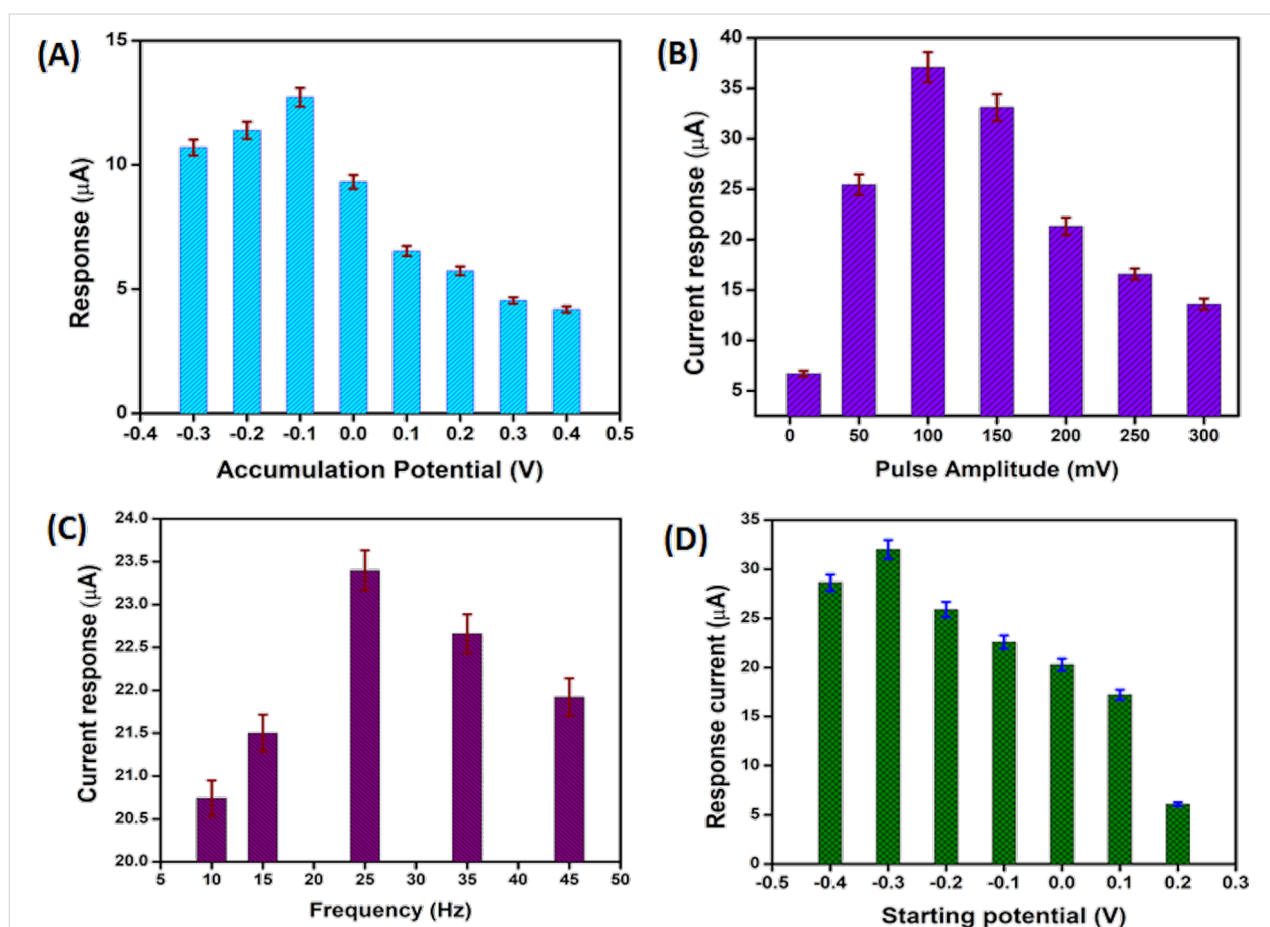 (A)
15
10
5
0
Response (μA)
-0.4 -0.3 -0.2 -0.1 0.0 0.1 0.2 0.3 0.4 0.5
Accumulation Potential (V)
(B)
40
35
30
25
20
15
10
5
Current response (μA)
0 50 100 150 200 250 300
Pulse Amplitude (mV)
(C)
24.0
23.5
23.0
22.5
22.0
21.5
21.0
20.5
20.0
Current response (μA)
5 10 15 20 25 30 35 40 45 50
Frequency (Hz)
(D)
35
30
25
20
15
10
5
0
Response current (μA)
-0.5 -0.4 -0.3 -0.2 -0.1 0.0 0.1 0.2 0.3
Starting potential (V)